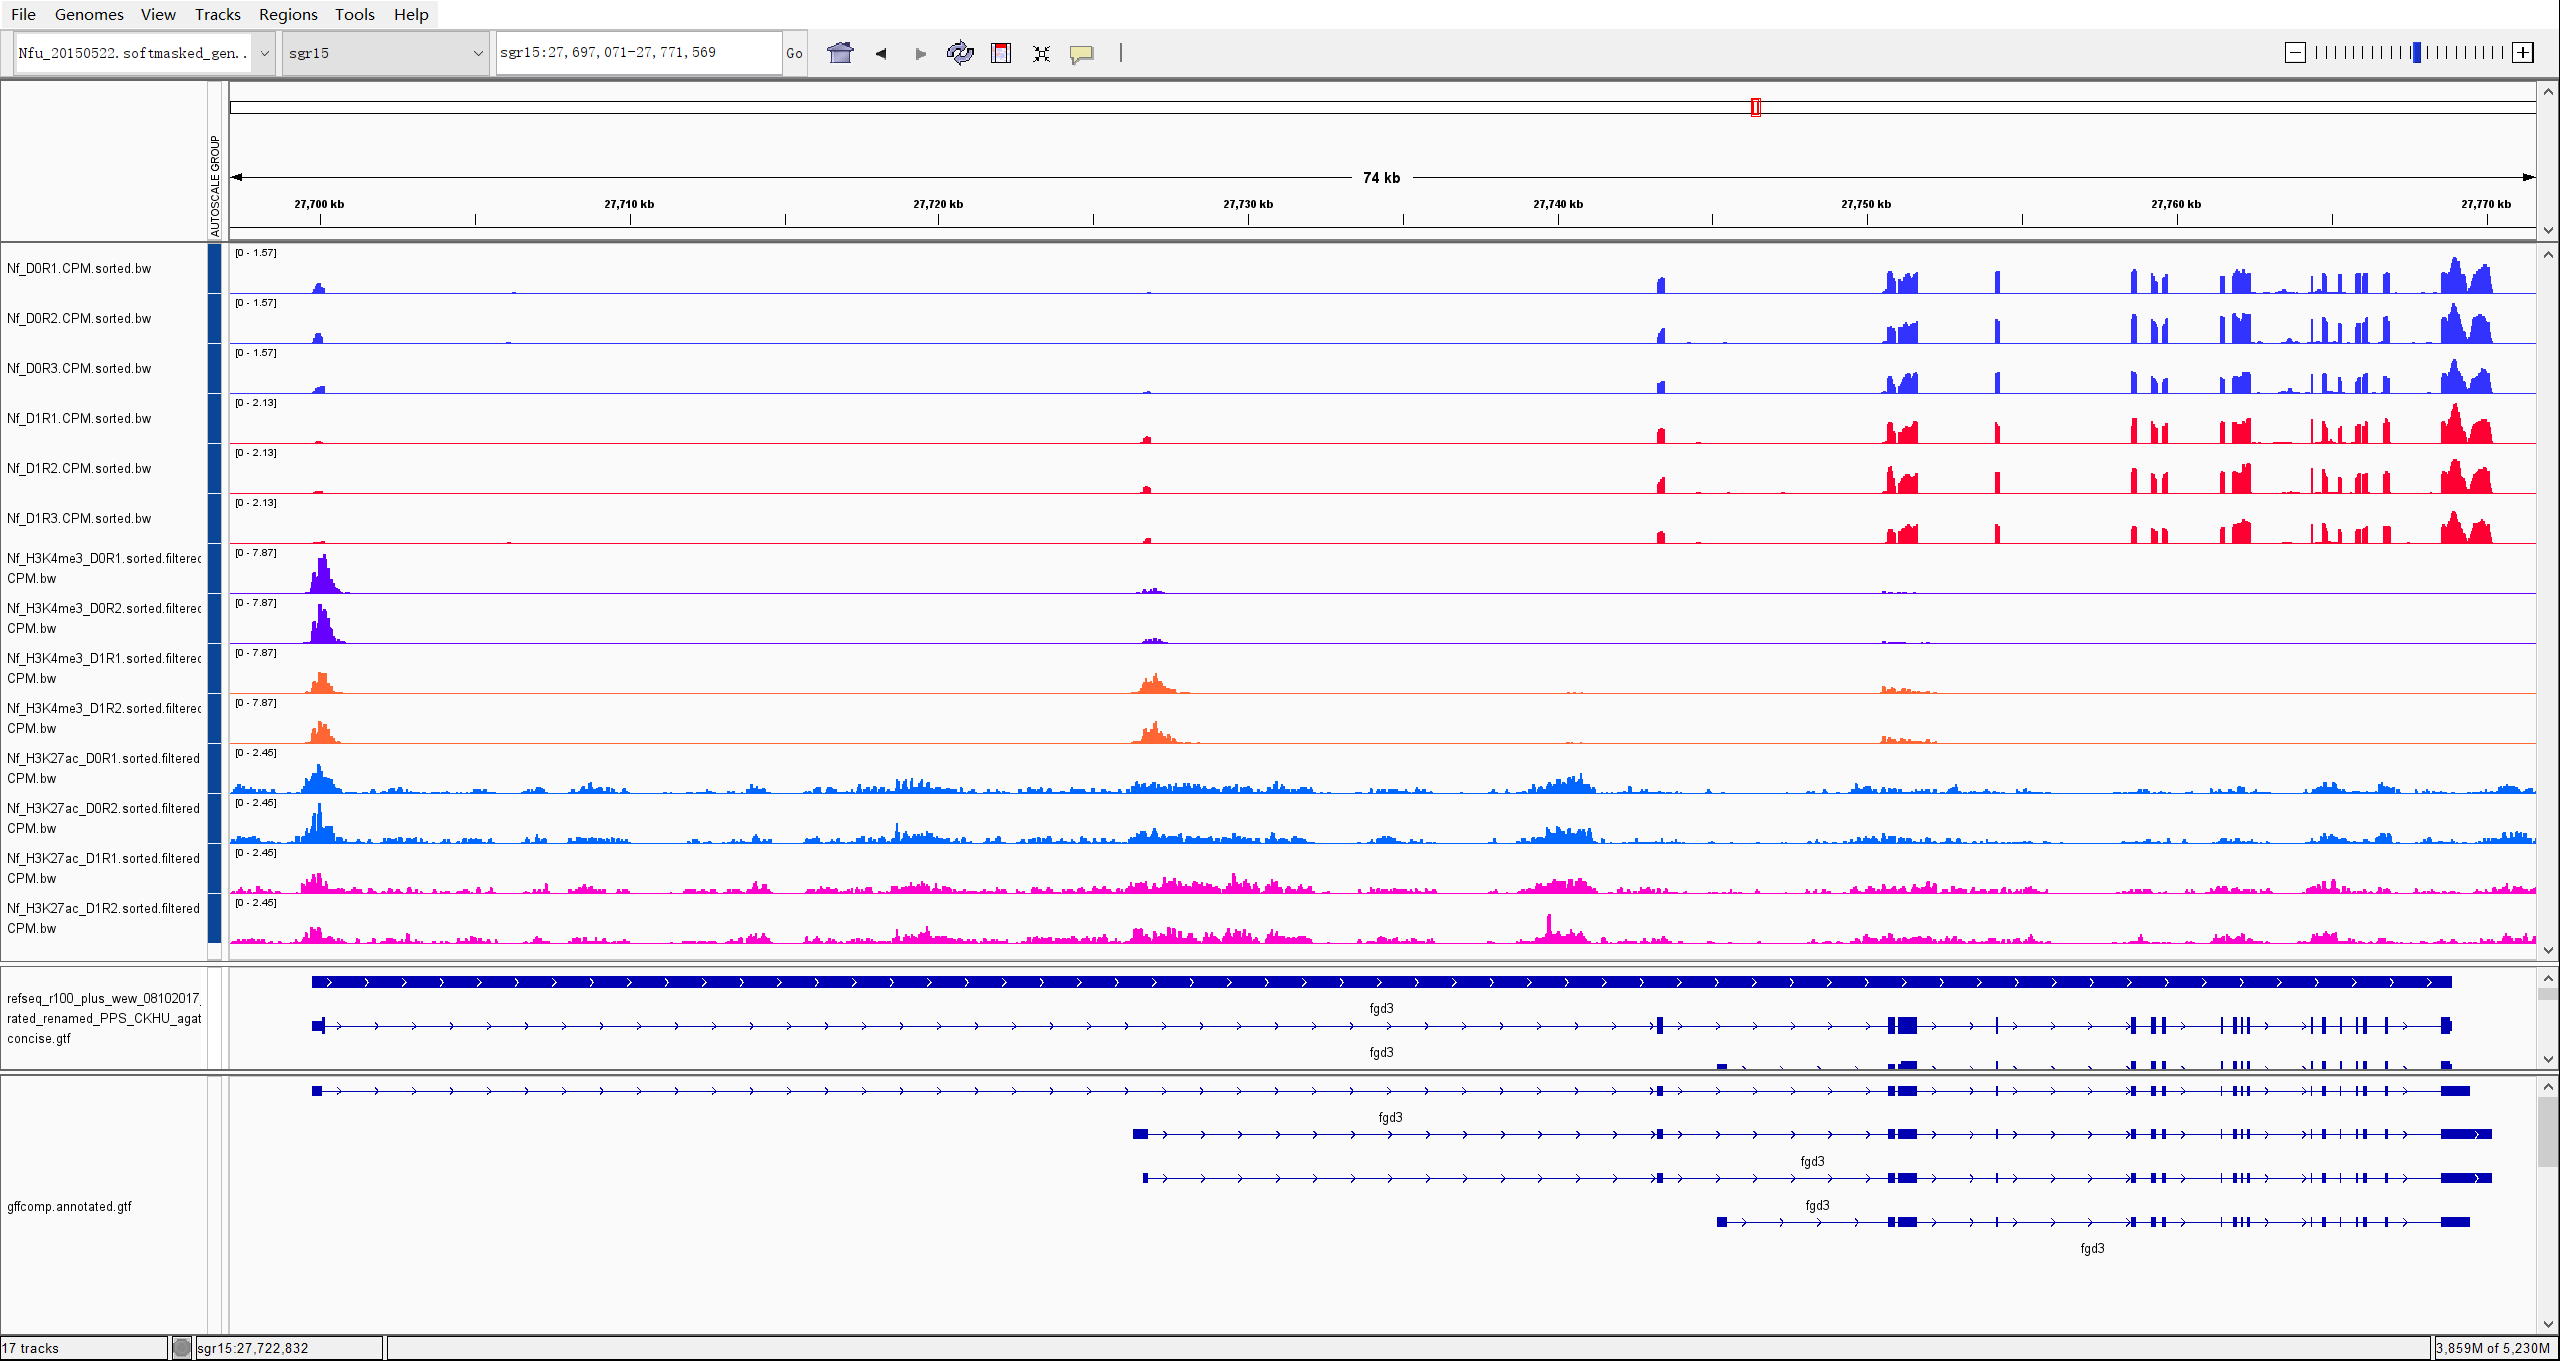 File Genomes View Tracks Regions Tools Help
Nfu_20150522.softmasked_gen.. sgr15 sgr15:27,697,071-27,771,569 Go
AUTOSCALE GROUP
74 kb
27,700 kb 27,710 kb 27,720 kb 27,730 kb 27,740 kb 27,750 kb 27,760 kb 27,770 kb
[0 - 1.57]
Nf_D0R1.CPM.sorted.bw
[0 - 1.57]
Nf_D0R2.CPM.sorted.bw
[0 - 1.57]
Nf_D0R3.CPM.sorted.bw
[0 - 2.13]
Nf_D1R1.CPM.sorted.bw
[0 - 2.13]
Nf_D1R2.CPM.sorted.bw
[0 - 2.13]
Nf_D1R3.CPM.sorted.bw
Nf_H3K4me3_D0R1.sorted.filtered [0 - 7.87]
CPM.bw
Nf_H3K4me3_D0R2.sorted.filtered [0 - 7.87]
CPM.bw
Nf_H3K4me3_D1R1.sorted.filtered [0 - 7.87]
CPM.bw
Nf_H3K4me3_D1R2.sorted.filtered [0 - 7.87]
CPM.bw
Nf_H3K27ac_D0R1.sorted.filtered [0 - 2.45]
CPM.bw
Nf_H3K27ac_D0R2.sorted.filtered [0 - 2.45]
CPM.bw
Nf_H3K27ac_D1R1.sorted.filtered [0 - 2.45]
CPM.bw
Nf_H3K27ac_D1R2.sorted.filtered [0 - 2.45]
CPM.bw
refseq_r100_plus_wew_08102017_
rated_renamed_PPS_CKHU_agat
concise.gtf
fgd3
fgd3
fgd3
fgd3
gffcomp.annotated.gtf
fgd3
fgd3
17 tracks sgr15:27,722,832 3,859M of 5,230M